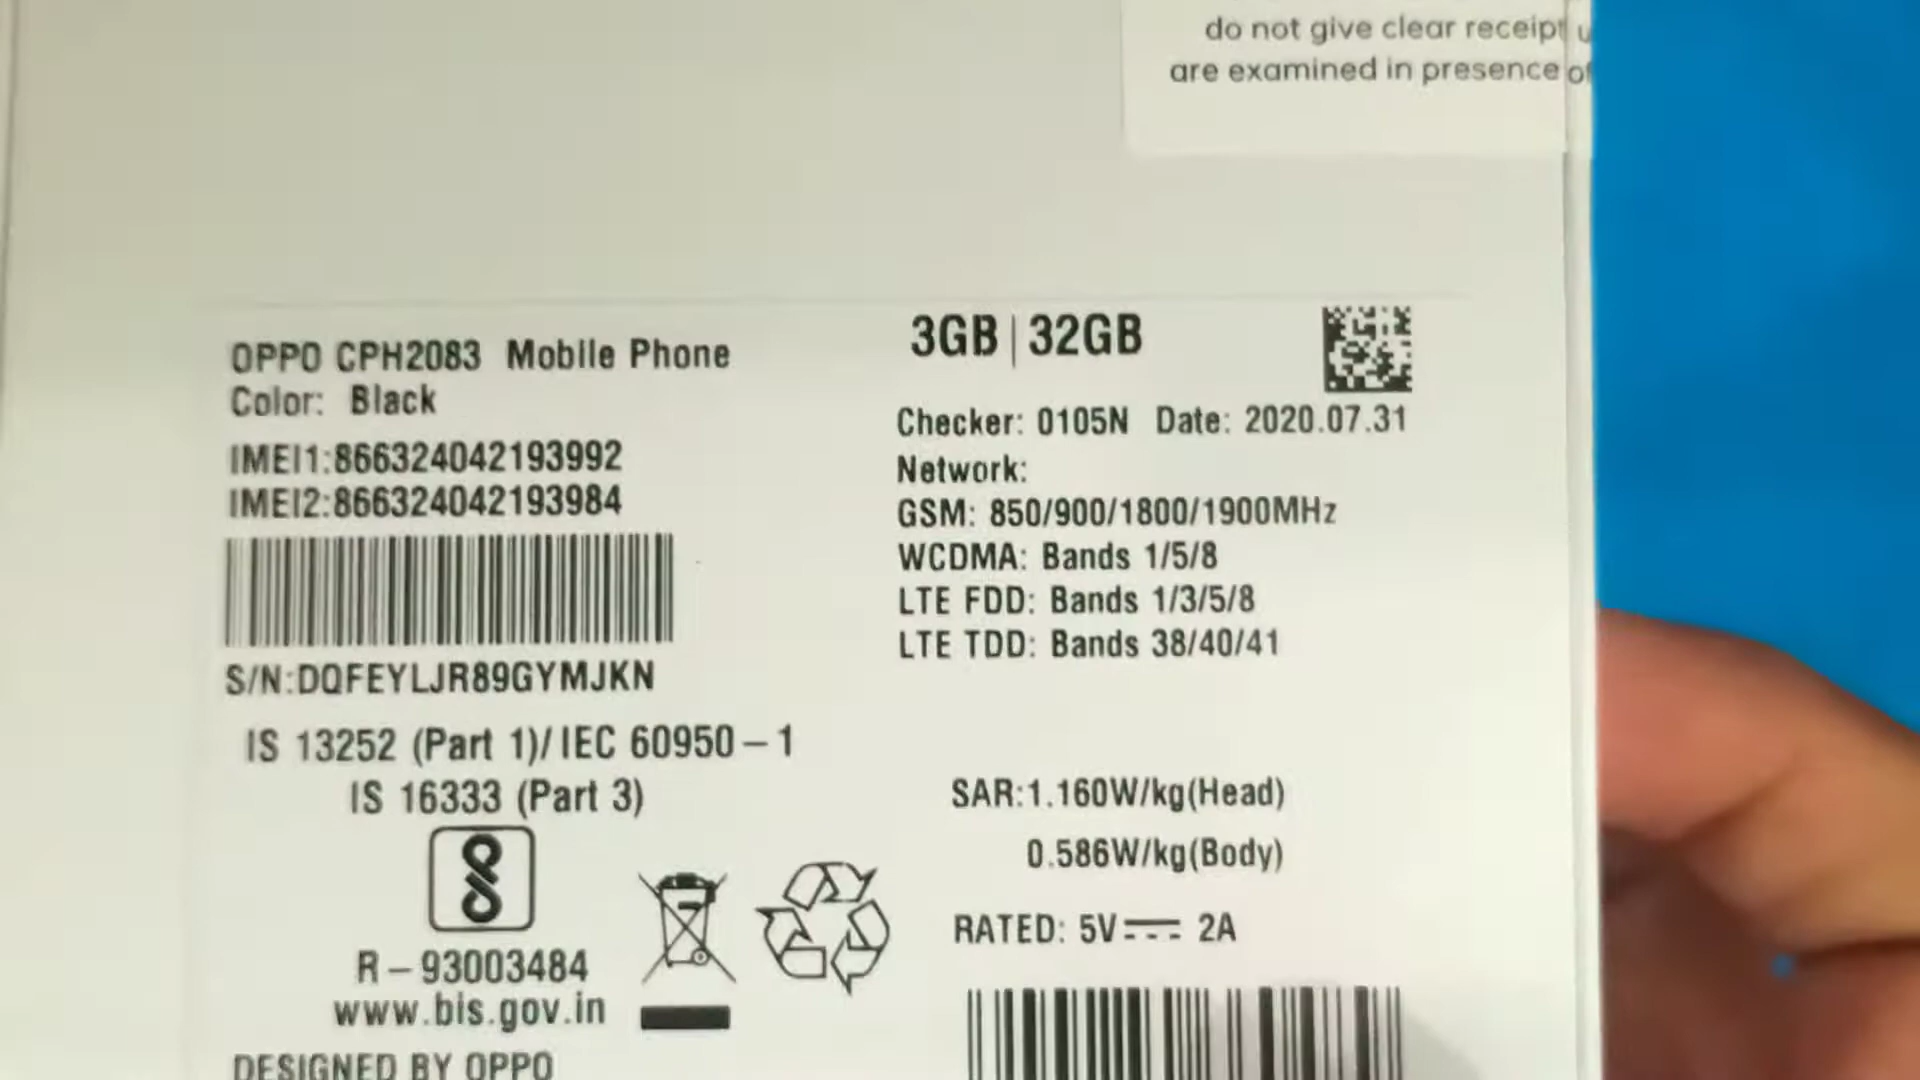 do not give clear receipt
are examined in presence of
OPPO CPH2083 Mobile Phone
Color: Black
IMEI1:866324042193992
IMEI2:866324042193984
S/N:DQFEYLJR89GYMJKN
IS 13252 (Part 1)/IEC 60950-1
IS 16333 (Part 3)
R-93003484
www.bis.gov.in
DESIGNED BY OPPO
3GB|32GB
Checker: 0105N Date: 2020.07.31
Network:
GSM: 850/900/1800/1900MHz
WCDMA: Bands 1/5/8
LTE FDD: Bands 1/3/5/8
LTE TDD: Bands 38/40/41
SAR:1.160W/kg(Head)
0.586W/kg(Body)
RATED: 5V⎓ 2A